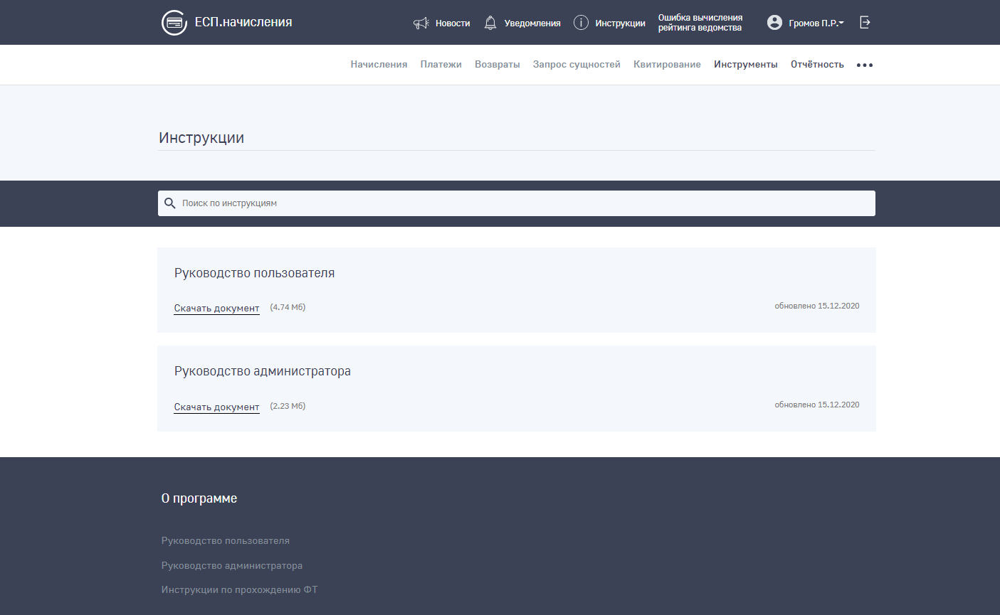 ЕСП.начисления
Новости
Уведомления
Инструкции
Ошибка вычисления
рейтинга ведомства
Громов П.Р.
Начисления Платежи Возвраты Запрос сущностей Квитирование Инструменты Отчётность
Инструкции
Поиск по инструкциям
Руководство пользователя
Скачать документ (4.74 Мб) обновлено 15.12.2020
Руководство администратора
Скачать документ (2.23 Мб) обновлено 15.12.2020
О программе
Руководство пользователя
Руководство администратора
Инструкции по прохождению ФТ